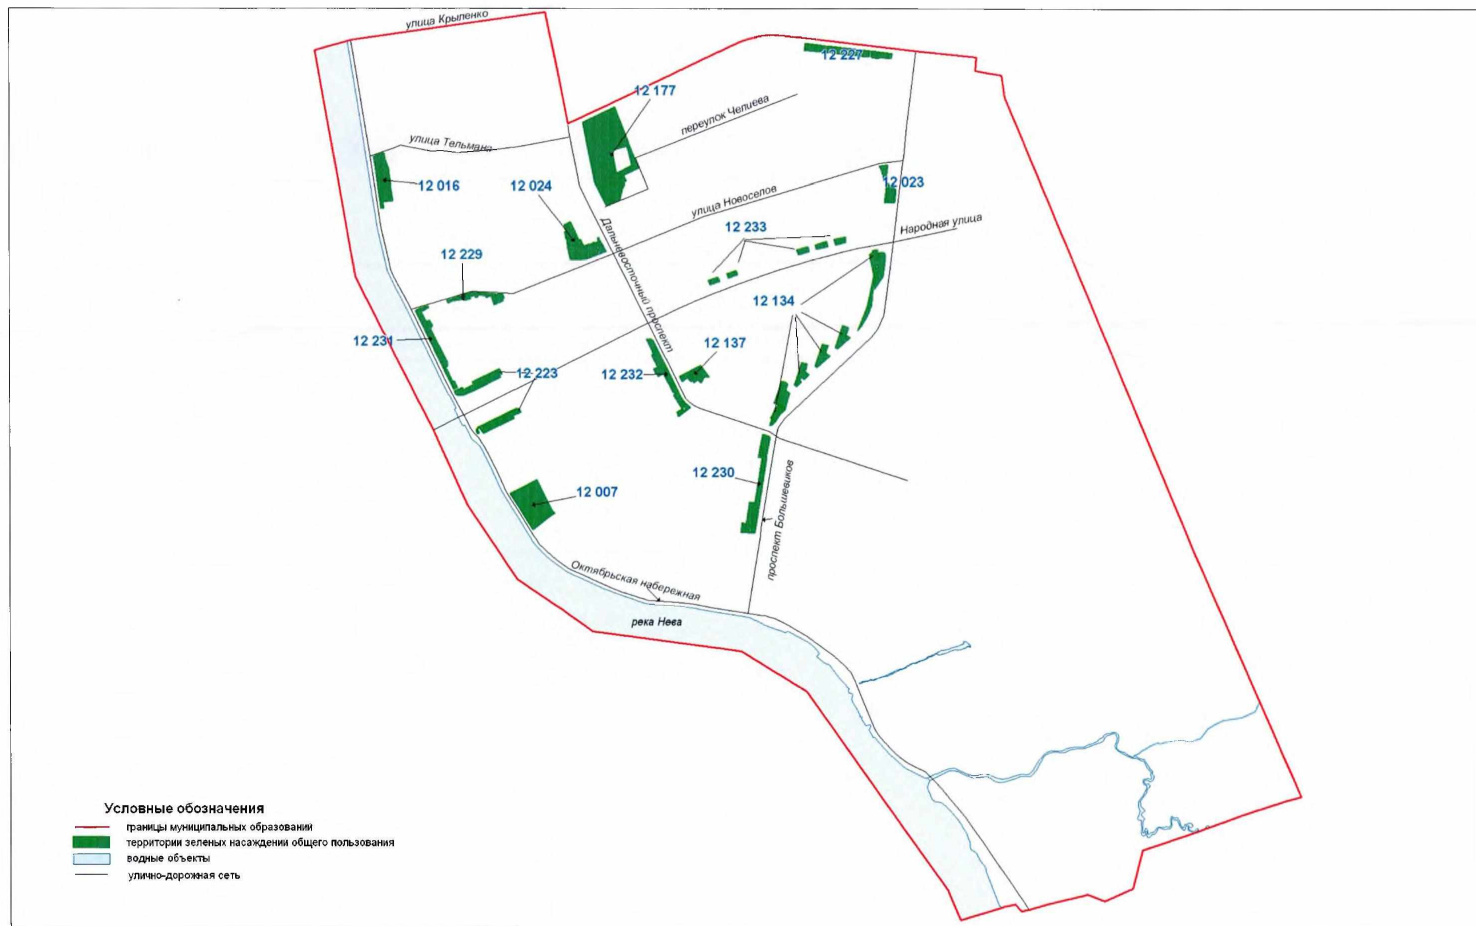 улица Крыленко
12 227
12 177
переулок Челиева
улица Тельмана
12 016
12 024
12 023
улица Новоселов
Дальневосточный проспект
12 233
Народная улица
12 229
12 134
12 231
12 137
12 223
12 232
12 230
12 007
проспект Большевиков
Октябрьская набережная
река Нева
Условные обозначения
границы муниципальных образований
территории зеленых насаждении общего пользования
водные объекты
улично-дорожная сеть